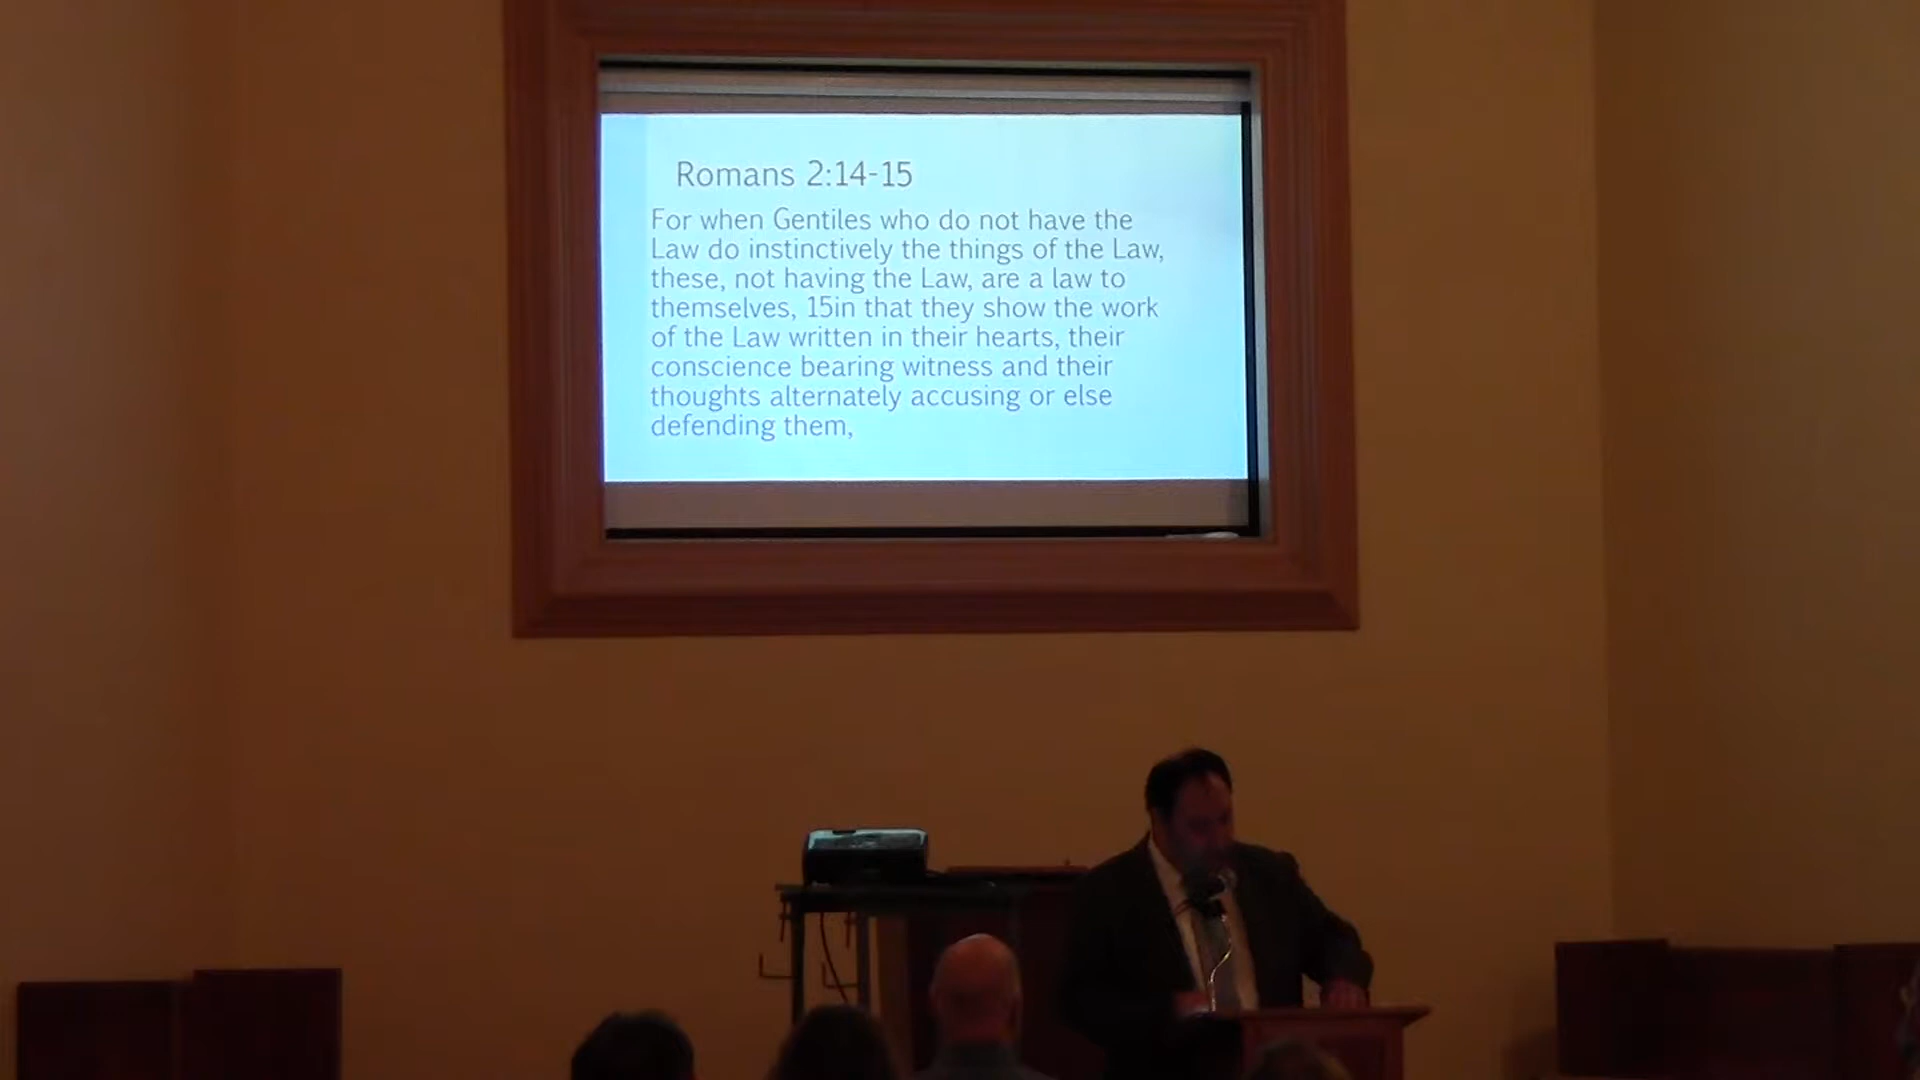 Romans 2:14-15
For when Gentiles who do not have the
Law do instinctively the things of the Law,
these, not having the Law, are a law to
themselves, 15in that they show the work
of the Law written in their hearts, their
conscience bearing witness and their
thoughts alternately accusing or else
defending them,